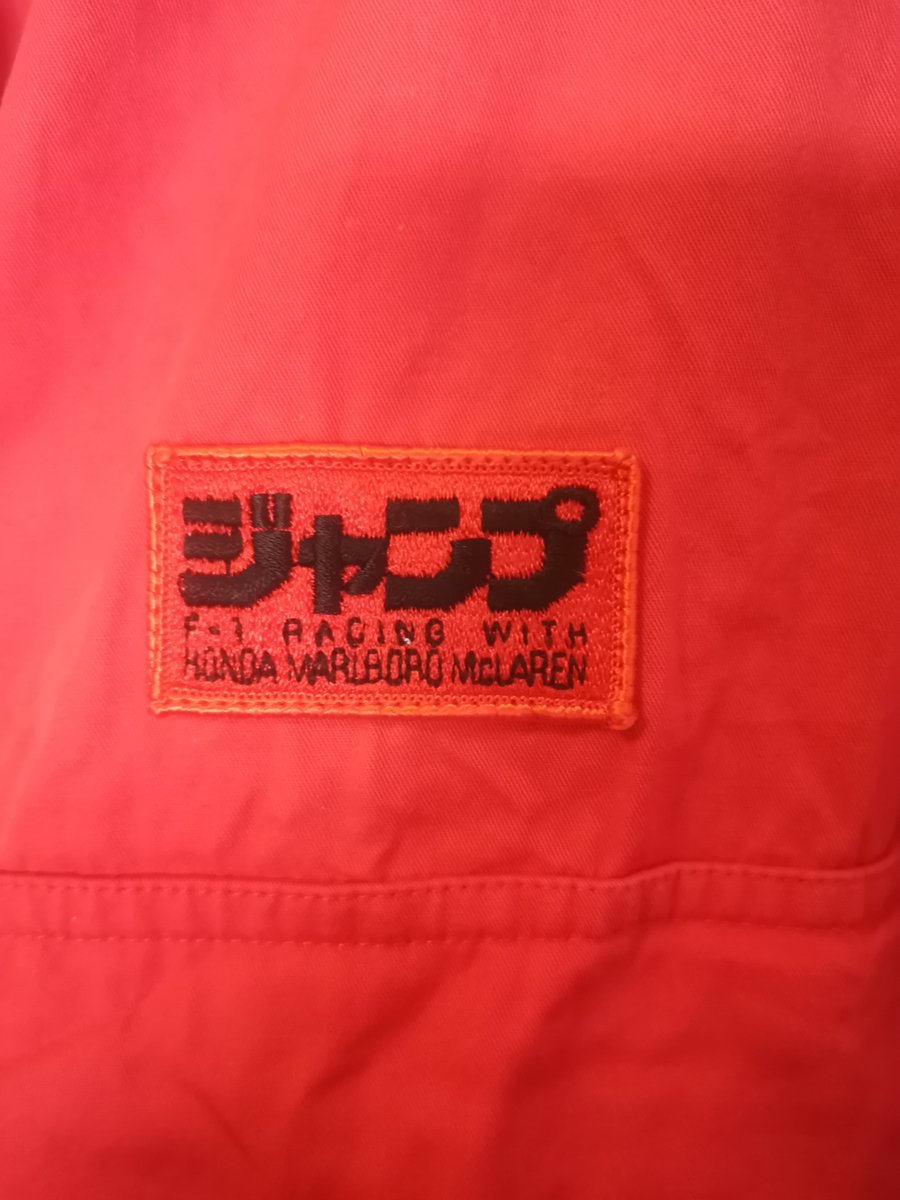 ジャンプ
F-1 RACING WITH
HONDA MARLBORO McLAREN